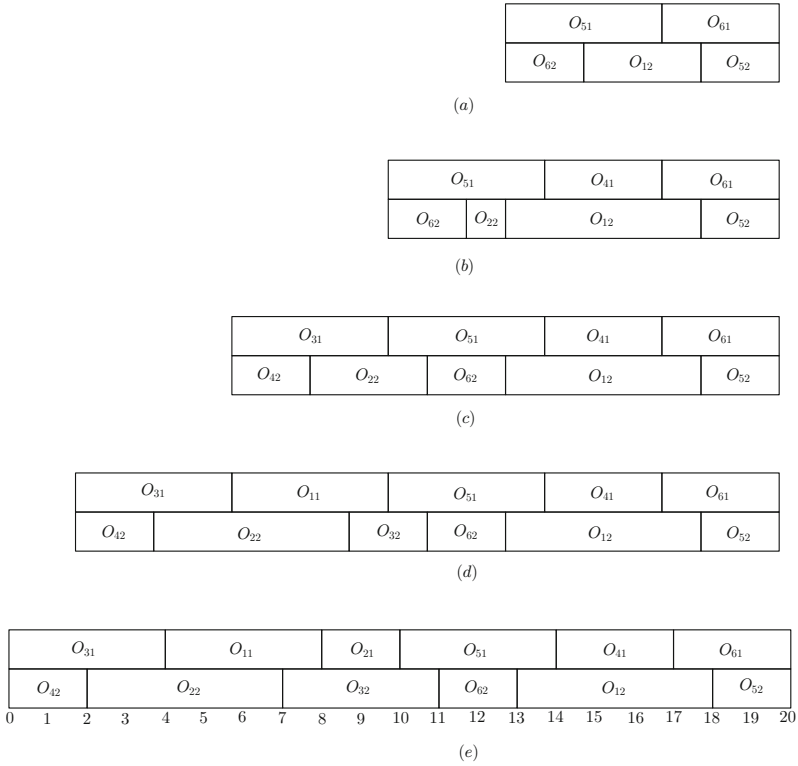 O51 O61
O62 O12 O52
(a)
O51 O41 O61
O62 O22 O12 O52
(b)
O31 O51 O41 O61
O42 O22 O62 O12 O52
(c)
O31 O11 O51 O41 O61
O42 O22 O32 O62 O12 O52
(d)
O31 O11 O21 O51 O41 O61
O42 O22 O32 O62 O12 O52
0 1 2 3 4 5 6 7 8 9 10 11 12 13 14 15 16 17 18 19 20
(e)